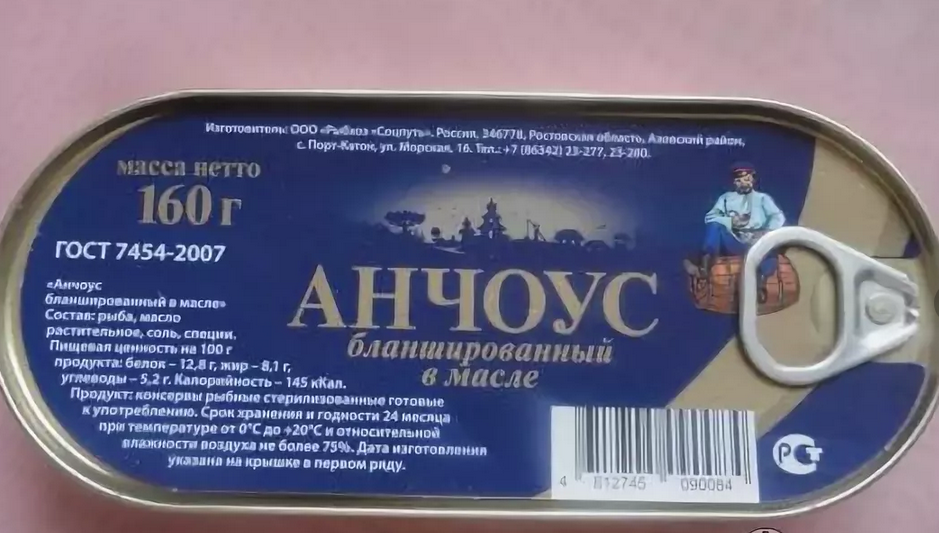 Изготовитель: ООО «Рыбхоз «Социуть». Россия, 346778, Ростовская область, Азовский район,
с. Порт-Катон, ул. Морская, 16. Тел.: +7 (86342) 23-277, 23-280.
масса нетто
160 г
ГОСТ 7454-2007
АНЧОУС
бланшированный
в масле
«Анчоус
бланшированный в масле»
Состав: рыба, масло
растительное, соль, специи.
Пищевая ценность на 100 г
продукта: белок – 12,8 г, жир – 8,1 г,
углеводы – 5,2 г. Калорийность – 145 кКал.
Продукт: консервы рыбные стерилизованные готовые
к употреблению. Срок хранения и годности 24 месяца
при температуре от 0°С до +20°С и относительной
влажности воздуха не более 75%. Дата изготовления
указана на крышке в первом ряду.
4 812745 090084
РСТ